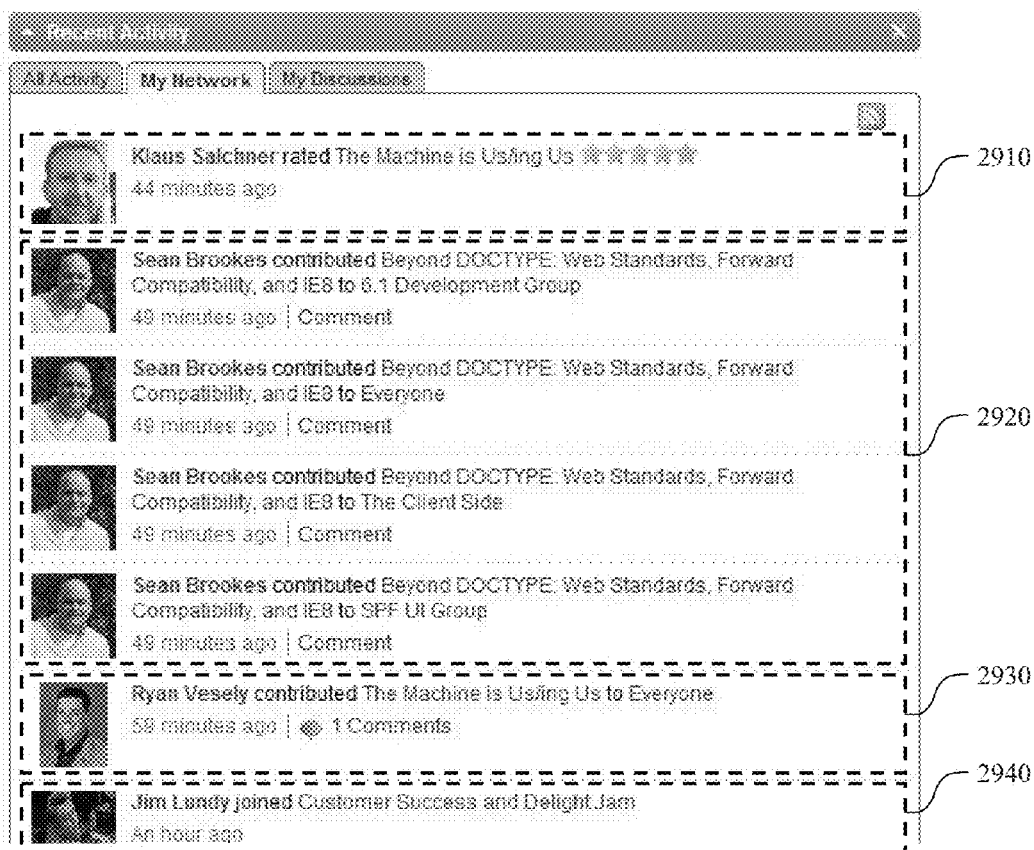 Recent Activity
All Activity My Network My Discussions
Klaus Salchner rated The Machine is Us/ing Us
44 minutes ago
2910
Sean Brookes contributed Beyond DOCTYPE: Web Standards, Forward
Compatibility, and IE8 to 6.1 Development Group
49 minutes ago | Comment
Sean Brookes contributed Beyond DOCTYPE: Web Standards, Forward
Compatibility, and IE8 to Everyone
49 minutes ago | Comment
2920
Sean Brookes contributed Beyond DOCTYPE: Web Standards, Forward
Compatibility, and IE8 to The Client Side
49 minutes ago | Comment
Sean Brookes contributed Beyond DOCTYPE: Web Standards, Forward
Compatibility, and IE8 to SPF UI Group
49 minutes ago | Comment
2930
Ryan Vesely contributed The Machine is Us/ing Us to Everyone
59 minutes ago | 1 Comments
2940
Jim Lundy joined Customer Success and Delight Jam
An hour ago